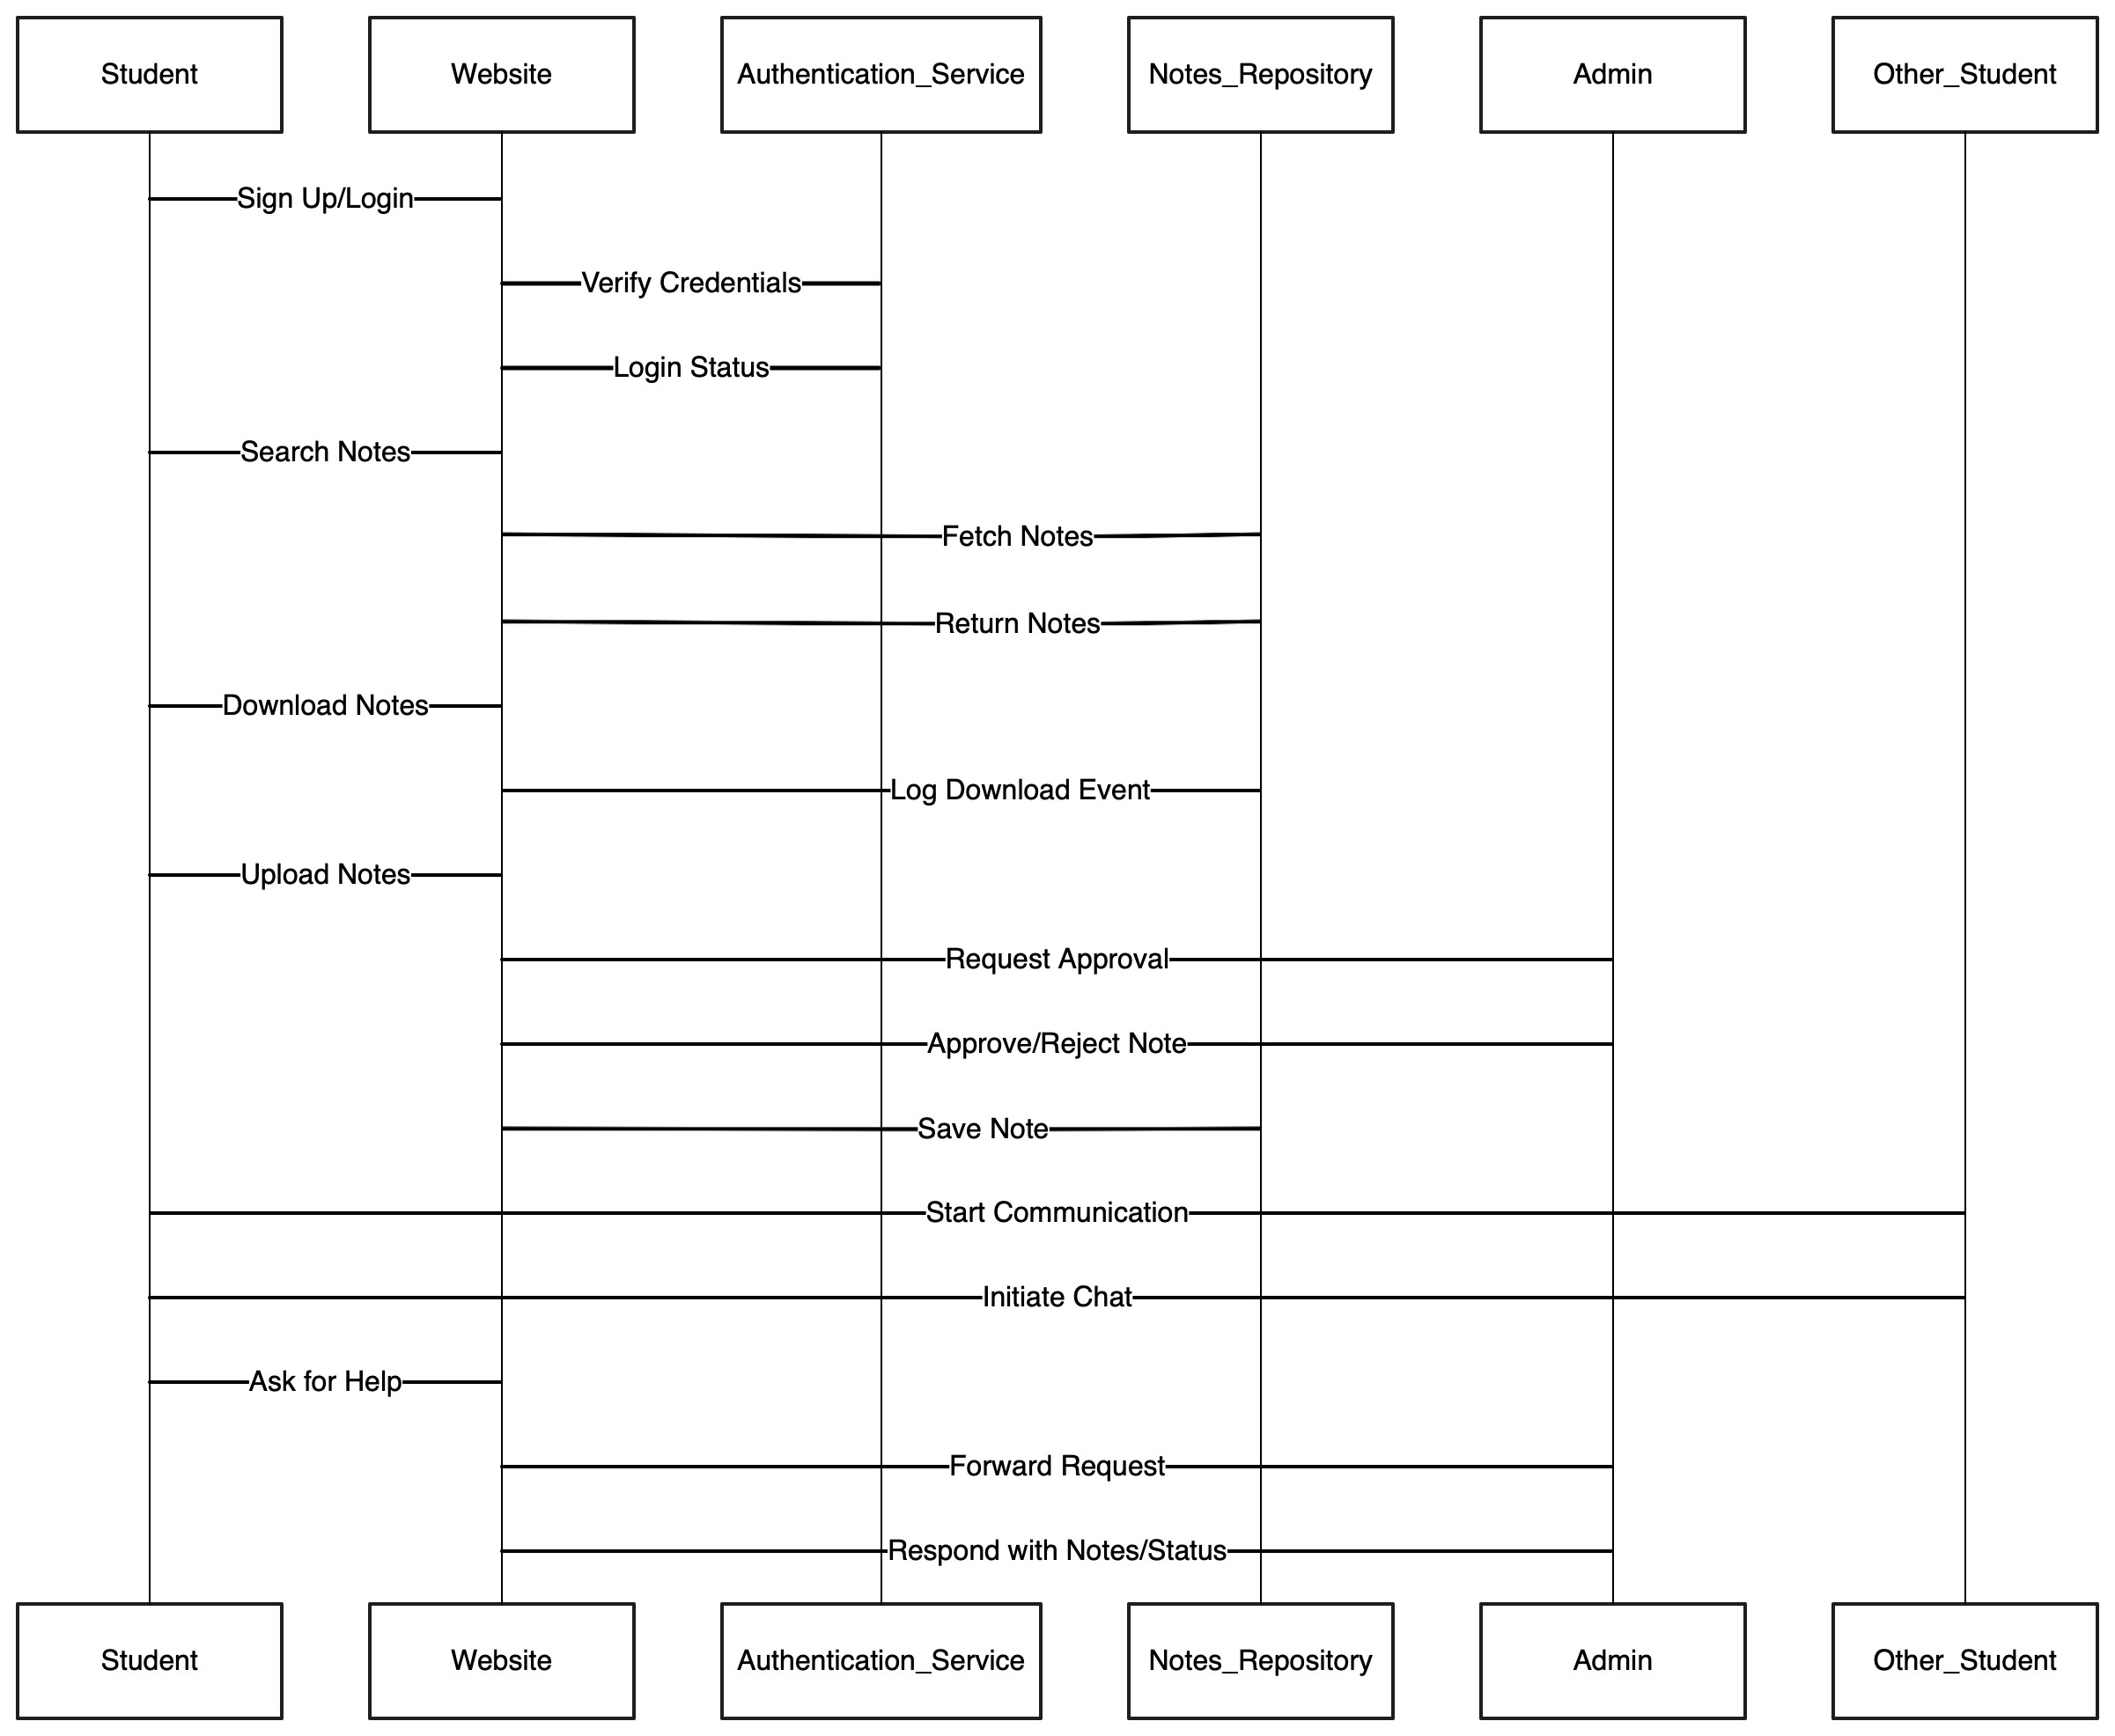 Student
Website
Authentication_Service
Notes_Repository
Admin
Other_Student
Sign Up/Login
Verify Credentials
Login Status
Search Notes
Fetch Notes
Return Notes
Download Notes
Log Download Event
Upload Notes
Request Approval
Approve/Reject Note
Save Note
Start Communication
Initiate Chat
Ask for Help
Forward Request
Respond with Notes/Status
Student
Website
Authentication_Service
Notes_Repository
Admin
Other_Student